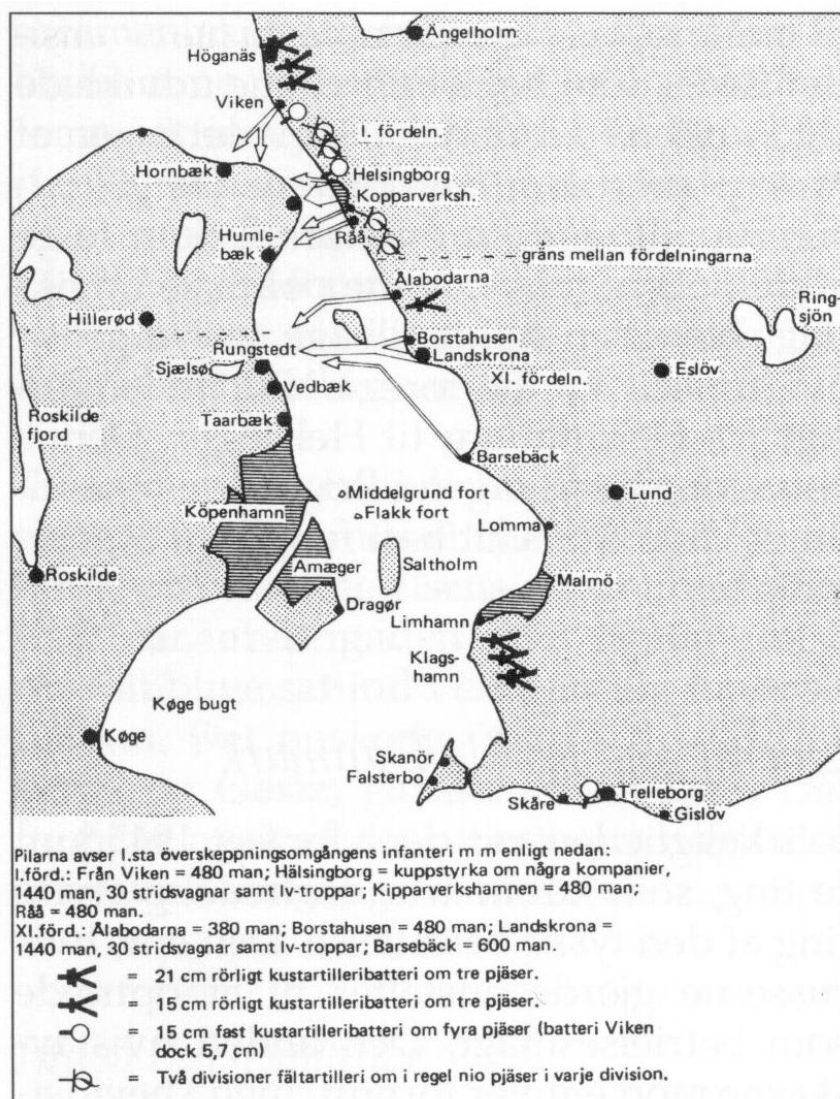 Ängelholm
Höganäs
Viken
I. fördeln.
Hornbæk
Helsingborg
Kopparverksh.
Humle-
bæk
Råå
gräns mellan fördelningarna
Ålabodarna
Ring-
sjön
Hillerød
Borstahusen
Rungstedt
Landskrona
Sjælsø
Eslöv
XI. fördeln.
Vedbæk
Roskilde
fjord
Taarbæk
Barsebäck
Köpenhamn
Middelgrund fort
Lund
Flakk fort
Lomma
Amæger
Saltholm
Roskilde
Malmö
Dragør
Limhamn
Klags-
hamn
Køge bugt
Køge
Skanör
Falsterbo
Skåre
Trelleborg
Gislöv
Pilarna avser I.sta överskeppningsomgångens infanteri m m enligt nedan:
I.förd.: Från Viken = 480 man; Hälsingborg = kuppstyrka om några kompanier,
1440 man, 30 stridsvagnar samt lv-troppar; Kipparverkshamnen = 480 man;
Råå = 480 man.
XI.förd.: Ålabodarna = 380 man; Borstahusen = 480 man; Landskrona =
1440 man, 30 stridsvagnar samt lv-troppar; Barsebäck = 600 man.
= 21 cm rörligt kustartilleribatteri om tre pjäser.
= 15 cm rörligt kustartilleribatteri om tre pjäser.
= 15 cm fast kustartilleribatteri om fyra pjäser (batteri Viken
dock 5,7 cm)
= Två divisioner fältartilleri om i regel nio pjäser i varje division.